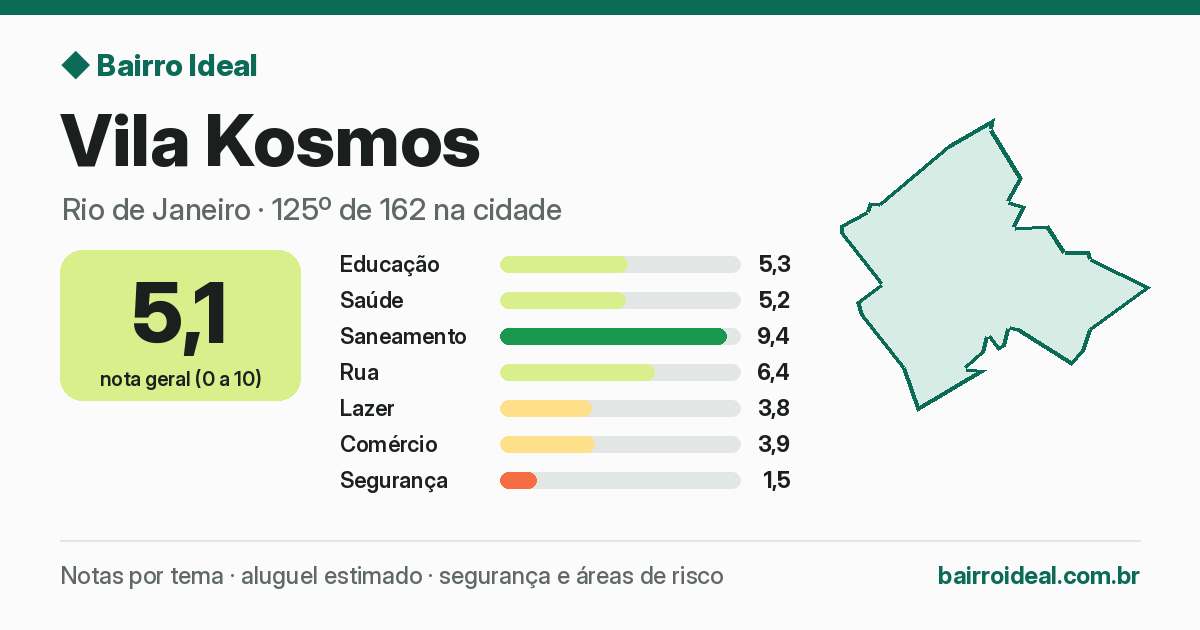 Bairro Ideal
Vila Kosmos
Rio de Janeiro · 125º de 162 na cidade
5,1
nota geral (0 a 10)
Educação 5,3
Saúde 5,2
Saneamento 9,4
Rua 6,4
Lazer 3,8
Comércio 3,9
Segurança 1,5
Notas por tema · aluguel estimado · segurança e áreas de risco
bairroideal.com.br